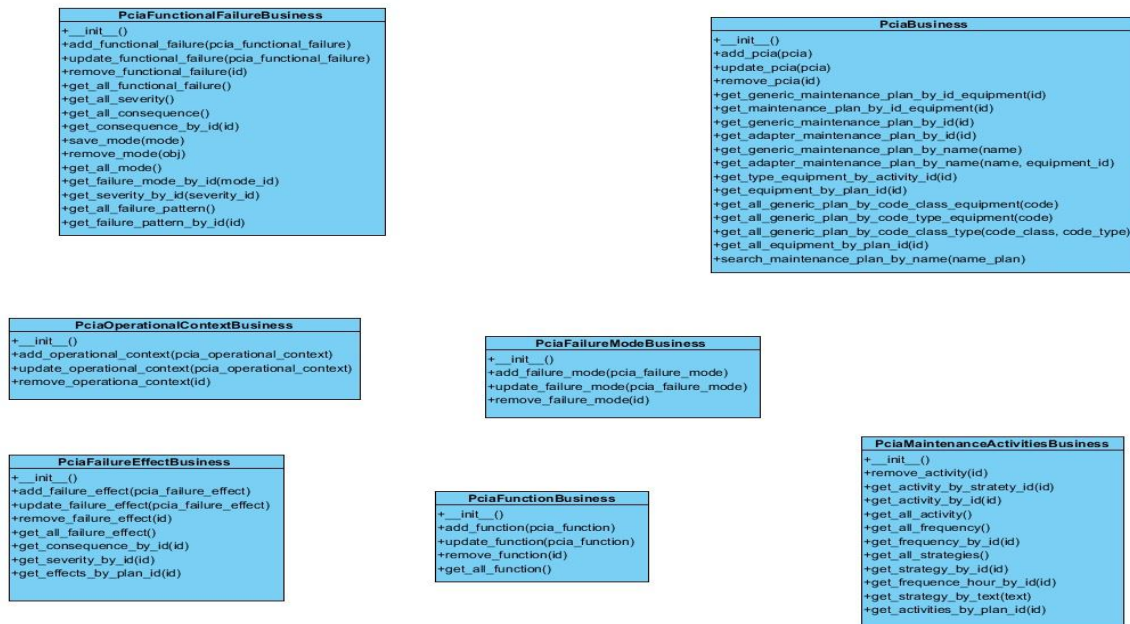 PciaFunctionalFailureBusiness
+__init__()
+add_functional_failure(pcia_functional_failure)
+update_functional_failure(pcia_functional_failure)
+remove_functional_failure(id)
+get_all_functional_failure()
+get_all_severity()
+get_all_consequence()
+get_consequence_by_id(id)
+save_mode(mode)
+remove_mode(obj)
+get_all_mode()
+get_failure_mode_by_id(mode_id)
+get_severity_by_id(severity_id)
+get_all_failure_pattern()
+get_failure_pattern_by_id(id)
PciaBusiness
+__init__()
+add_pcia(pcia)
+update_pcia(pcia)
+remove_pcia(id)
+get_generic_maintenance_plan_by_id_equipment(id)
+get_maintenance_plan_by_id_equipment(id)
+get_generic_maintenance_plan_by_id(id)
+get_adapter_maintenance_plan_by_id(id)
+get_generic_maintenance_plan_by_name(name)
+get_adapter_maintenance_plan_by_name(name, equipment_id)
+get_type_equipment_by_activity_id(id)
+get_equipment_by_plan_id(id)
+get_all_generic_plan_by_code_class_equipment(code)
+get_all_generic_plan_by_code_type_equipment(code)
+get_all_generic_plan_by_code_class_type(code_class, code_type)
+get_all_equipment_by_plan_id(id)
+search_maintenance_plan_by_name(name_plan)
PciaOperationalContextBusiness
+__init__()
+add_operational_context(pcia_operational_context)
+update_operational_context(pcia_operational_context)
+remove_operationa_context(id)
PciaFailureModeBusiness
+__init__()
+add_failure_mode(pcia_failure_mode)
+update_failure_mode(pcia_failure_mode)
+remove_failure_mode(id)
PciaFailureEffectBusiness
+__init__()
+add_failure_effect(pcia_failure_effect)
+update_failure_effect(pcia_failure_effect)
+remove_failure_effect(id)
+get_all_failure_effect()
+get_consequence_by_id(id)
+get_severity_by_id(id)
+get_effects_by_plan_id(id)
PciaFunctionBusiness
+__init__()
+add_function(pcia_function)
+update_function(pcia_function)
+remove_function(id)
+get_all_function()
PciaMaintenanceActivitiesBusiness
+__init__()
+remove_activity(id)
+get_activity_by_stratety_id(id)
+get_activity_by_id(id)
+get_all_activity()
+get_all_frequency()
+get_frequency_by_id(id)
+get_all_strategies()
+get_strategy_by_id(id)
+get_frequence_hour_by_id(id)
+get_strategy_by_text(text)
+get_activities_by_plan_id(id)